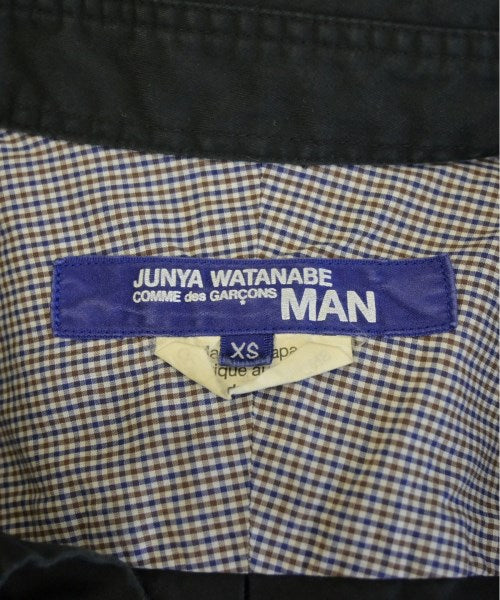 JUNYA WATANABE
COMME des GARÇONS MAN
XS